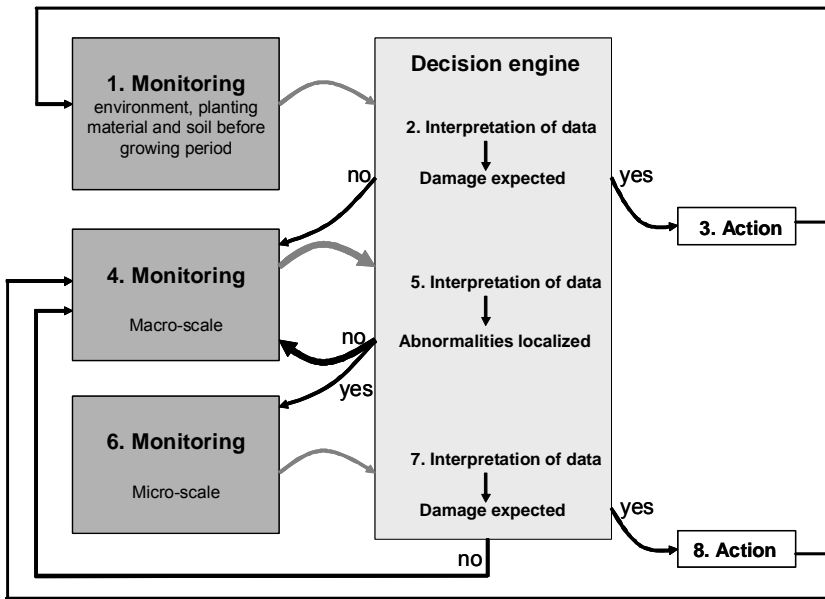 1. Monitoring
environment, planting
material and soil before
growing period
Decision engine
2. Interpretation of data
Damage expected
no
yes
3. Action
4. Monitoring
Macro-scale
5. Interpretation of data
Abnormalities localized
no
yes
6. Monitoring
Micro-scale
7. Interpretation of data
Damage expected
yes
no
8. Action